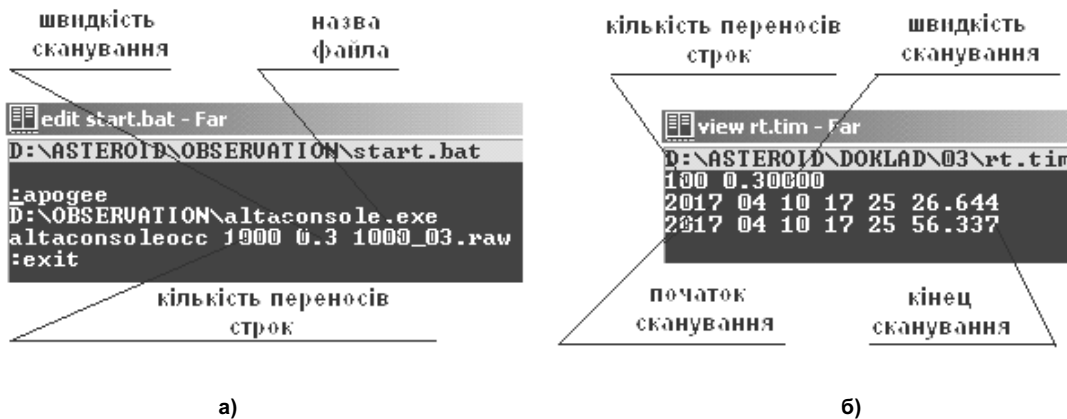 швидкість
сканування
назва
файла
edit start.bat - Far
D:\ASTEROID\OBSERVATION\start.bat
:apogee
D:\OBSERVATION\altaconsole.exe
altaconsoleocc 1000 0.3 1000_03.raw
:exit
кількість переносів
строк
а)
кількість переносів
строк
швидкість
сканування
view rt.tim - Far
D:\ASTEROID\DOKLAD\03\rt.tim
100 0.30000
2017 04 10 17 25 26.644
2017 04 10 17 25 56.337
початок
сканування
кінец
сканування
б)